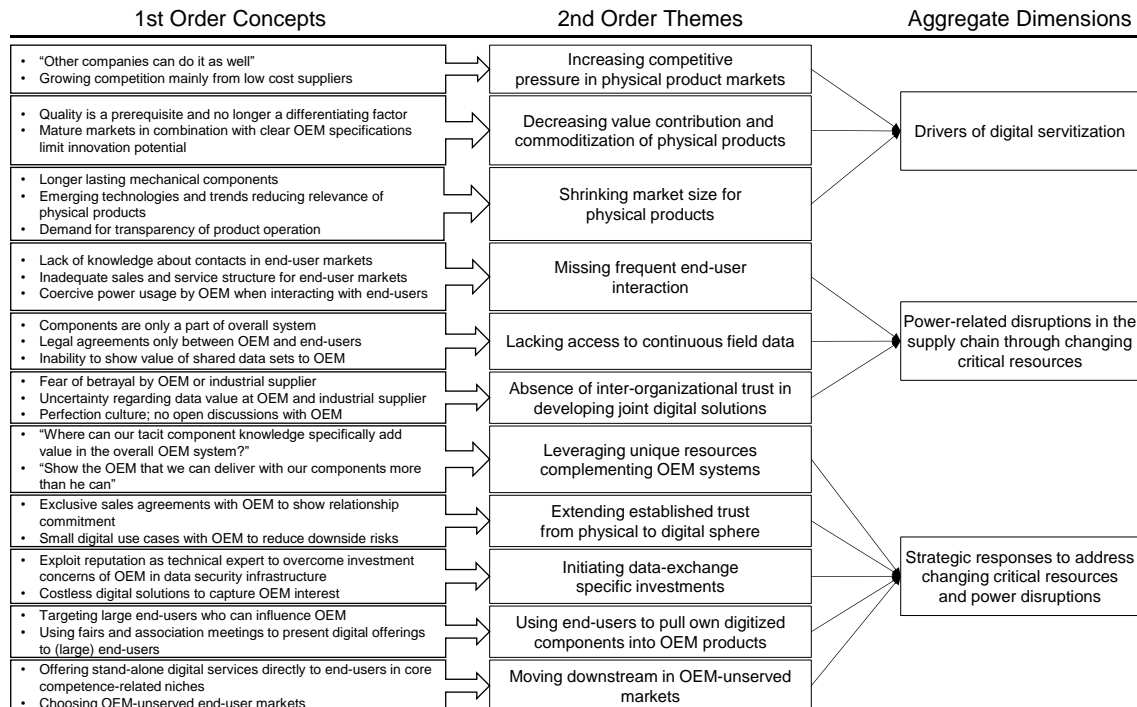 1st Order Concepts
2nd Order Themes
Aggregate Dimensions
• “Other companies can do it as well”
• Growing competition mainly from low cost suppliers
Increasing competitive
pressure in physical product markets
• Quality is a prerequisite and no longer a differentiating factor
• Mature markets in combination with clear OEM specifications
limit innovation potential
Decreasing value contribution and
commoditization of physical products
Drivers of digital servitization
• Longer lasting mechanical components
• Emerging technologies and trends reducing relevance of
physical products
• Demand for transparency of product operation
Shrinking market size for
physical products
• Lack of knowledge about contacts in end-user markets
• Inadequate sales and service structure for end-user markets
• Coercive power usage by OEM when interacting with end-users
Missing frequent end-user
interaction
• Components are only a part of overall system
• Legal agreements only between OEM and end-users
• Inability to show value of shared data sets to OEM
Lacking access to continuous field data
Power-related disruptions in the
supply chain through changing
critical resources
• Fear of betrayal by OEM or industrial supplier
• Uncertainty regarding data value at OEM and industrial supplier
• Perfection culture; no open discussions with OEM
Absence of inter-organizational trust in
developing joint digital solutions
• “Where can our tacit component knowledge specifically add
value in the overall OEM system?”
• “Show the OEM that we can deliver with our components more
than he can”
Leveraging unique resources
complementing OEM systems
• Exclusive sales agreements with OEM to show relationship
commitment
• Small digital use cases with OEM to reduce downside risks
Extending established trust
from physical to digital sphere
• Exploit reputation as technical expert to overcome investment
concerns of OEM in data security infrastructure
• Costless digital solutions to capture OEM interest
Initiating data-exchange
specific investments
Strategic responses to address
changing critical resources
and power disruptions
• Targeting large end-users who can influence OEM
• Using fairs and association meetings to present digital offerings
to (large) end-users
Using end-users to pull own digitized
components into OEM products
• Offering stand-alone digital services directly to end-users in core
competence-related niches
• Choosing OEM-unserved end-user markets
Moving downstream in OEM-unserved
markets